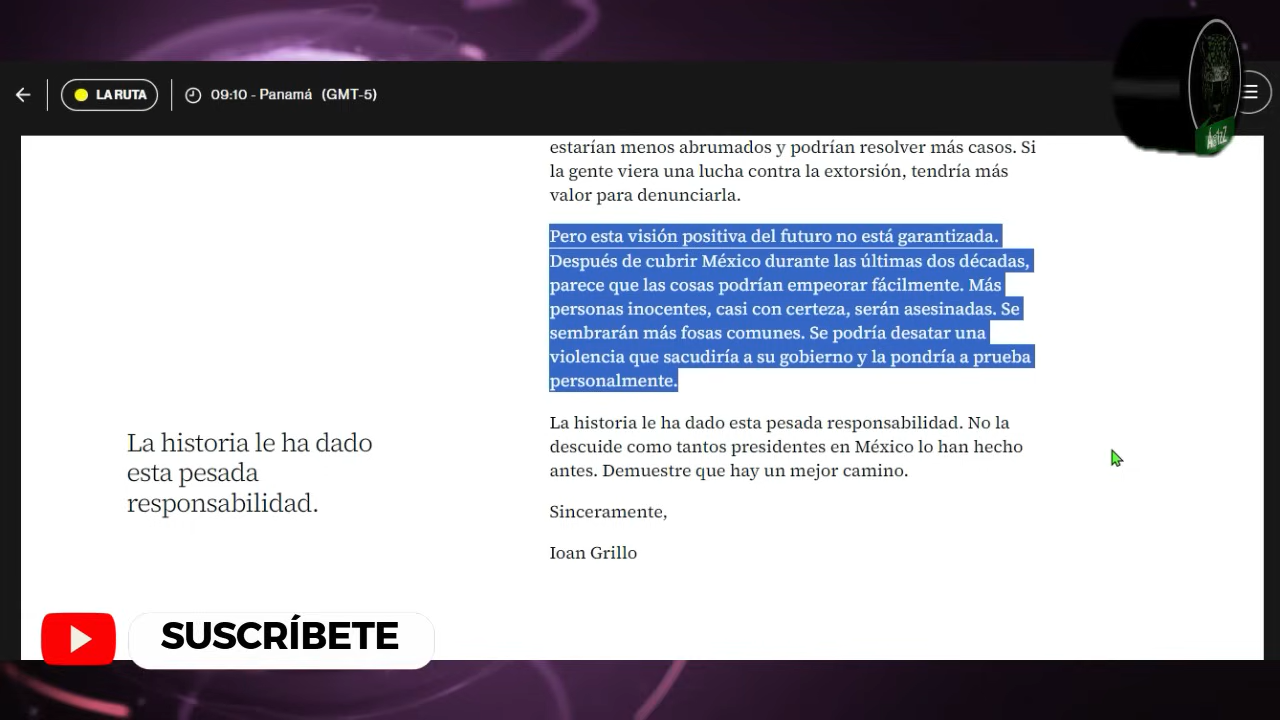 LA RUTA
09:10 - Panamá (GMT-5)
estarían menos abrumados y podrían resolver más casos. Si
la gente viera una lucha contra la extorsión, tendría más
valor para denunciarla.
Pero esta visión positiva del futuro no está garantizada.
Después de cubrir México durante las últimas dos décadas,
parece que las cosas podrían empeorar fácilmente. Más
personas inocentes, casi con certeza, serán asesinadas. Se
sembrarán más fosas comunes. Se podría desatar una
violencia que sacudiría a su gobierno y la pondría a prueba
personalmente.
La historia le ha dado esta pesada responsabilidad. No la
descuide como tantos presidentes en México lo han hecho
antes. Demuestre que hay un mejor camino.
Sinceramente,
Ioan Grillo
La historia le ha dado
esta pesada
responsabilidad.
SUSCRÍBETE